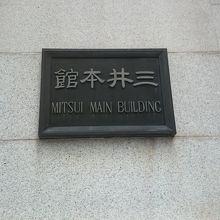 三井本館
MITSUI MAIN BUILDING